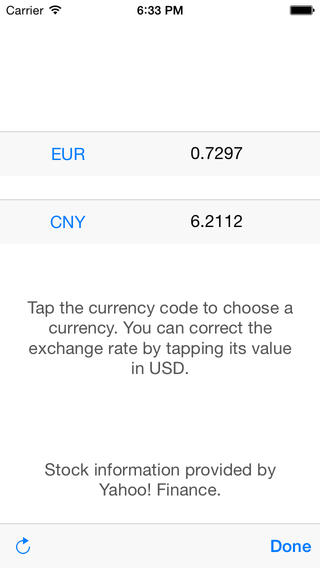 Carrier 6:33 PM
EUR 0.7297
CNY 6.2112
Tap the currency code to choose a
currency. You can correct the
exchange rate by tapping its value
in USD.
Stock information provided by
Yahoo! Finance.
Done